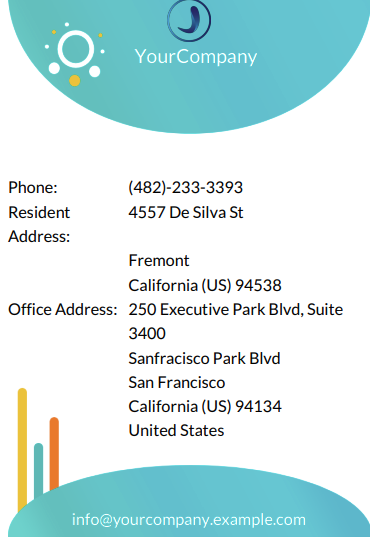 YourCompany
Phone: (482)-233-3393
Resident Address: 4557 De Silva St
Fremont
California (US) 94538
Office Address: 250 Executive Park Blvd, Suite
3400
Sanfracisco Park Blvd
San Francisco
California (US) 94134
United States
info@yourcompany.example.com